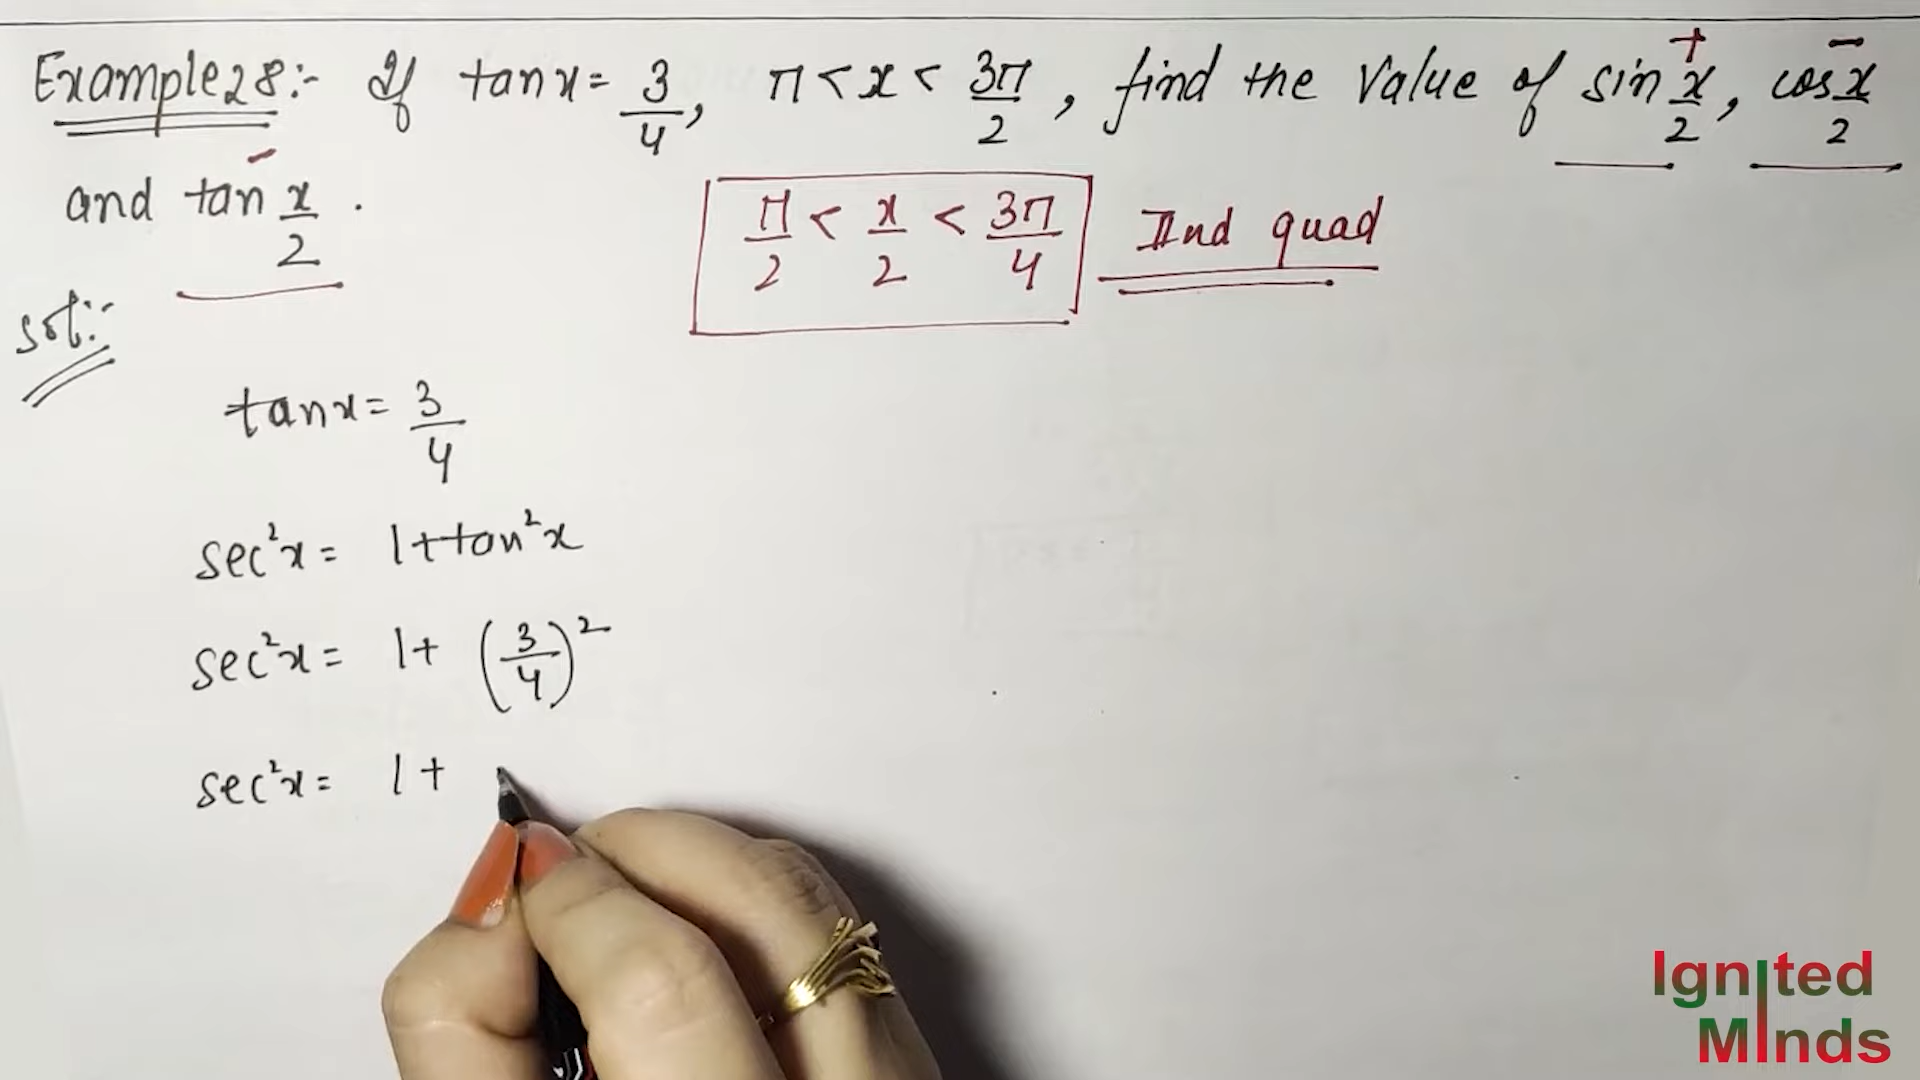 Example 28:- If tan x = 3/4, π < x < 3π/2, find the value of sin x/2, cos x/2
+ -
and tan x/2 .
-
π/2 < x/2 < 3π/4 IInd quad
Sol:-
tan x = 3/4
sec²x = 1+tan²x
sec²x = 1+ (3/4)²
sec²x = 1+
Ignited
Minds